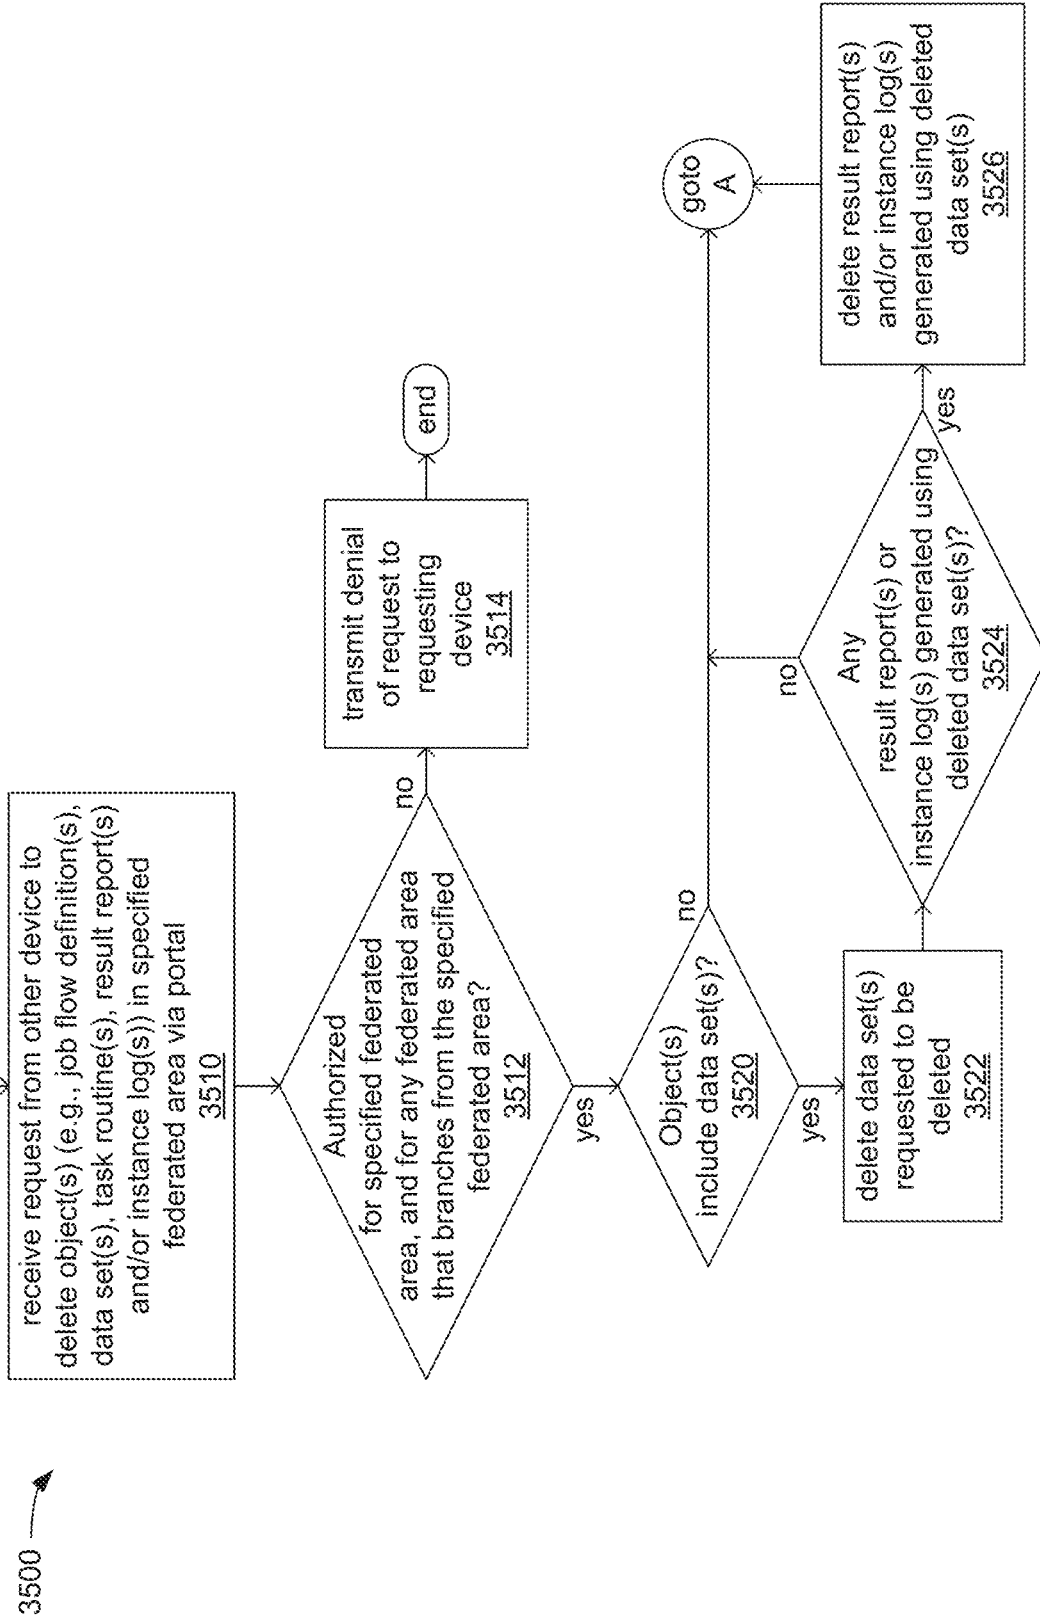 3500
receive request from other device to
delete object(s) (e.g., job flow definition(s),
data set(s), task routine(s), result report(s)
and/or instance log(s)) in specified
federated area via portal
3510
Authorized
for specified federated
area, and for any federated area
that branches from the specified
federated area?
3512
no
transmit denial
of request to
requesting
device
3514
end
yes
Object(s)
include data set(s)?
3520
no
goto
A
yes
delete data set(s)
requested to be
deleted
3522
Any
result report(s) or
instance log(s) generated using
deleted data set(s)?
3524
no
yes
delete result report(s)
and/or instance log(s)
generated using deleted
data set(s)
3526